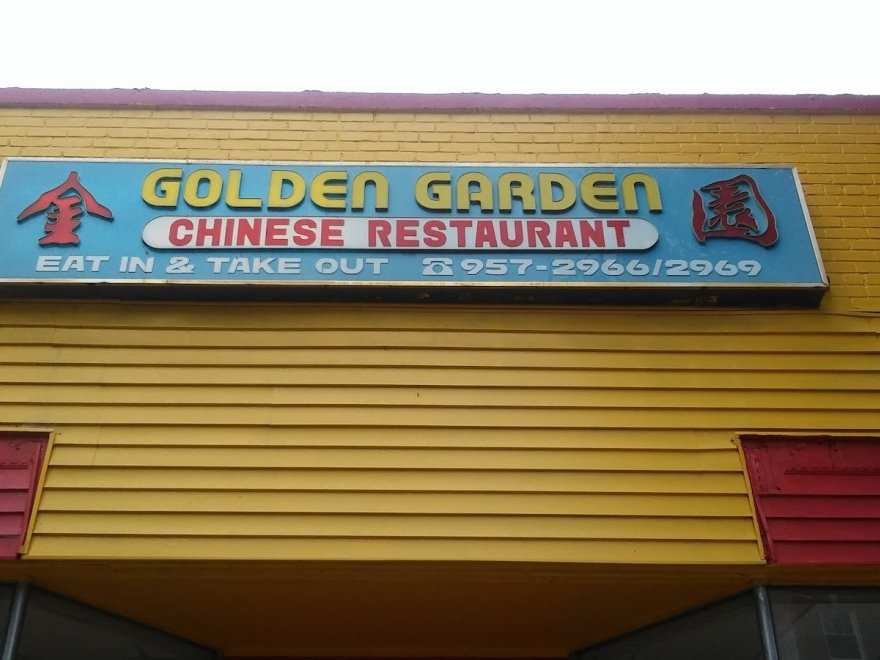 金 園
GOLDEN GARDEN
CHINESE RESTAURANT
EAT IN & TAKE OUT ☎957-2966/2969